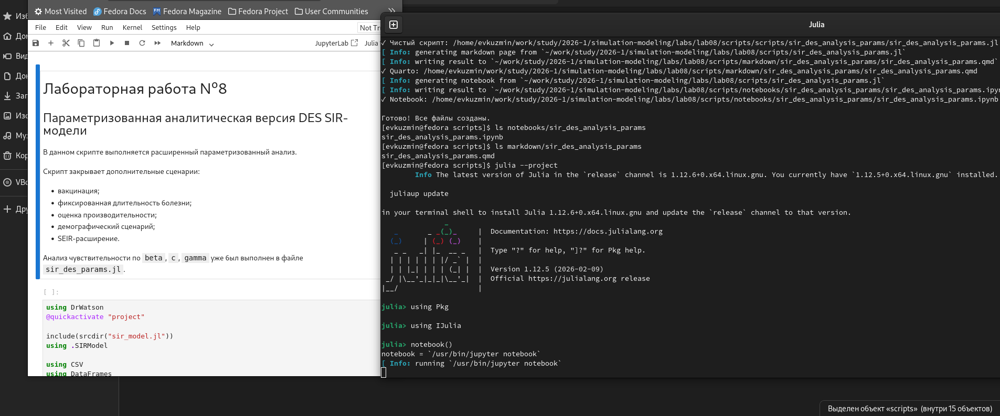 Most Visited Fedora Docs Fedora Magazine Fedora Project User Communities
File Edit View Run Kernel Settings Help
Not Tr
Markdown
JupyterLab
Julia
Лабораторная работа №8
Параметризованная аналитическая версия DES SIR-
модели
В данном скрипте выполняется расширенный параметризованный анализ.
Скрипт закрывает дополнительные сценарии:
• вакцинация;
• фиксированная длительность болезни;
• оценка производительности;
• демографический сценарий;
• SEIR-расширение.
Анализ чувствительности по beta, c, gamma уже был выполнен в файле
sir_des_params.jl.
[ ]:
using DrWatson
@quickactivate "project"
include(srcdir("sir_model.jl"))
using .SIRModel
using CSV
using DataFrames
Julia
✓ Чистый скрипт: /home/evkuzmin/work/study/2026-1/simulation-modeling/labs/lab08/scripts/scripts/sir_des_analysis_params/sir_des_analysis_params.jl
[ Info: generating markdown page from `~/work/study/2026-1/simulation-modeling/labs/lab08/scripts/sir_des_analysis_params.jl`
[ Info: writing result to `~/work/study/2026-1/simulation-modeling/labs/lab08/scripts/markdown/sir_des_analysis_params/sir_des_analysis_params.qmd`
✓ Quarto: /home/evkuzmin/work/study/2026-1/simulation-modeling/labs/lab08/scripts/markdown/sir_des_analysis_params/sir_des_analysis_params.qmd
[ Info: generating notebook from `~/work/study/2026-1/simulation-modeling/labs/lab08/scripts/sir_des_analysis_params.jl`
[ Info: writing result to `~/work/study/2026-1/simulation-modeling/labs/lab08/scripts/notebooks/sir_des_analysis_params/sir_des_analysis_params.ipy
✓ Notebook: /home/evkuzmin/work/study/2026-1/simulation-modeling/labs/lab08/scripts/notebooks/sir_des_analysis_params/sir_des_analysis_params.ipynb
Готово! Все файлы созданы.
[evkuzmin@fedora scripts]$ ls notebooks/sir_des_analysis_params
sir_des_analysis_params.ipynb
[evkuzmin@fedora scripts]$ ls markdown/sir_des_analysis_params
sir_des_analysis_params.qmd
[evkuzmin@fedora scripts]$ julia --project
Info The latest version of Julia in the `release` channel is 1.12.6+0.x64.linux.gnu. You currently have `1.12.5+0.x64.linux.gnu` installed.
juliaup update
in your terminal shell to install Julia 1.12.6+0.x64.linux.gnu and update the `release` channel to that version.
Documentation: https://docs.julialang.org
Type "?" for help, "]?" for Pkg help.
Version 1.12.5 (2026-02-09)
Official https://julialang.org release
julia> using Pkg
julia> using IJulia
julia> notebook()
notebook = `/usr/bin/jupyter notebook`
[ Info: running `/usr/bin/jupyter notebook`
Изб
Дом
Вид
Док
Заг
Изо
Муз
Кор
VBo
Дру
Выделен объект «scripts» (внутри 15 объектов)